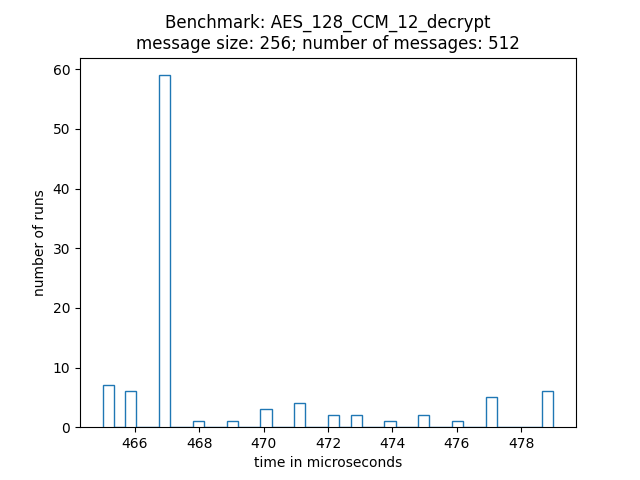 Benchmark: AES_128_CCM_12_decrypt
message size: 256; number of messages: 512
60
50
40
30
20
10
0
number of runs
466 468 470 472 474 476 478
time in microseconds